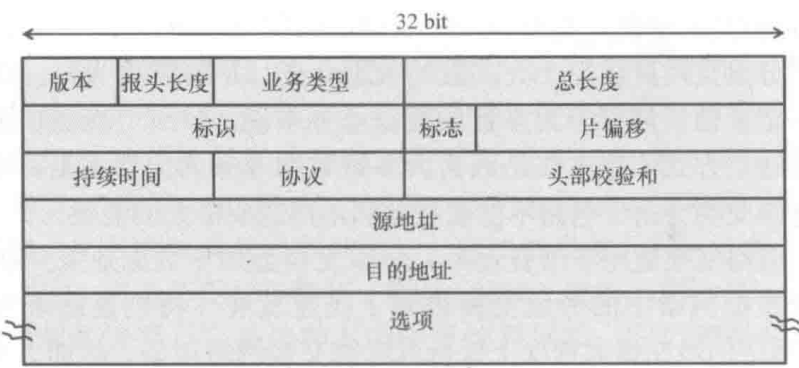 32 bit
版本 报头长度 业务类型 总长度
标识 标志 片偏移
持续时间 协议 头部校验和
源地址
目的地址
选项